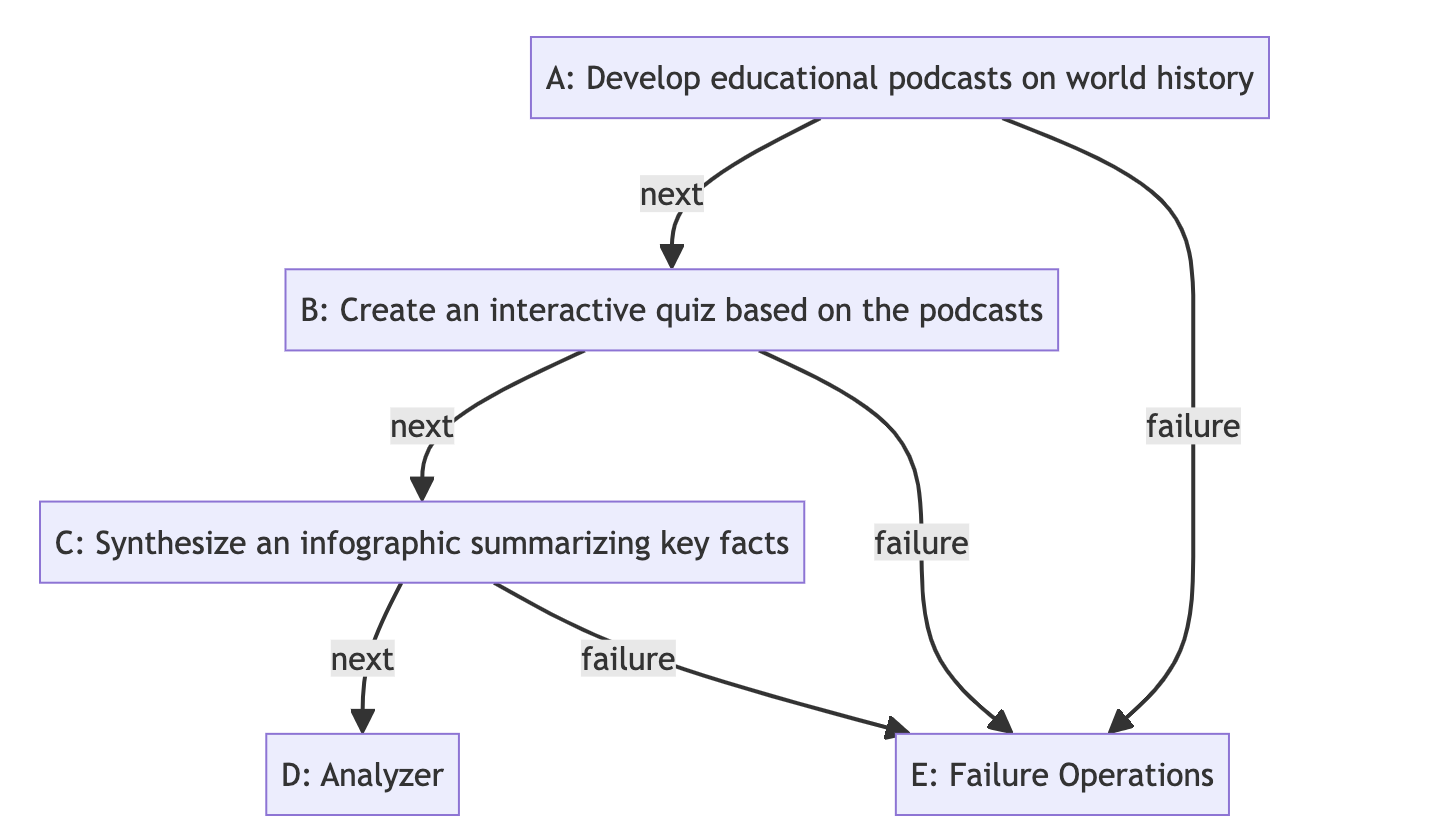 A: Develop educational podcasts on world history
next
B: Create an interactive quiz based on the podcasts
next
failure
C: Synthesize an infographic summarizing key facts
failure
next
failure
D: Analyzer
E: Failure Operations